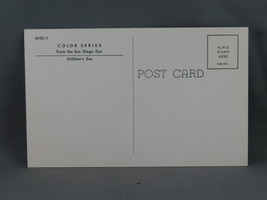 COLOR SERIES
From the San Diego Zoo
Children's Zoo
POST CARD
PLACE
STAMP
HERE